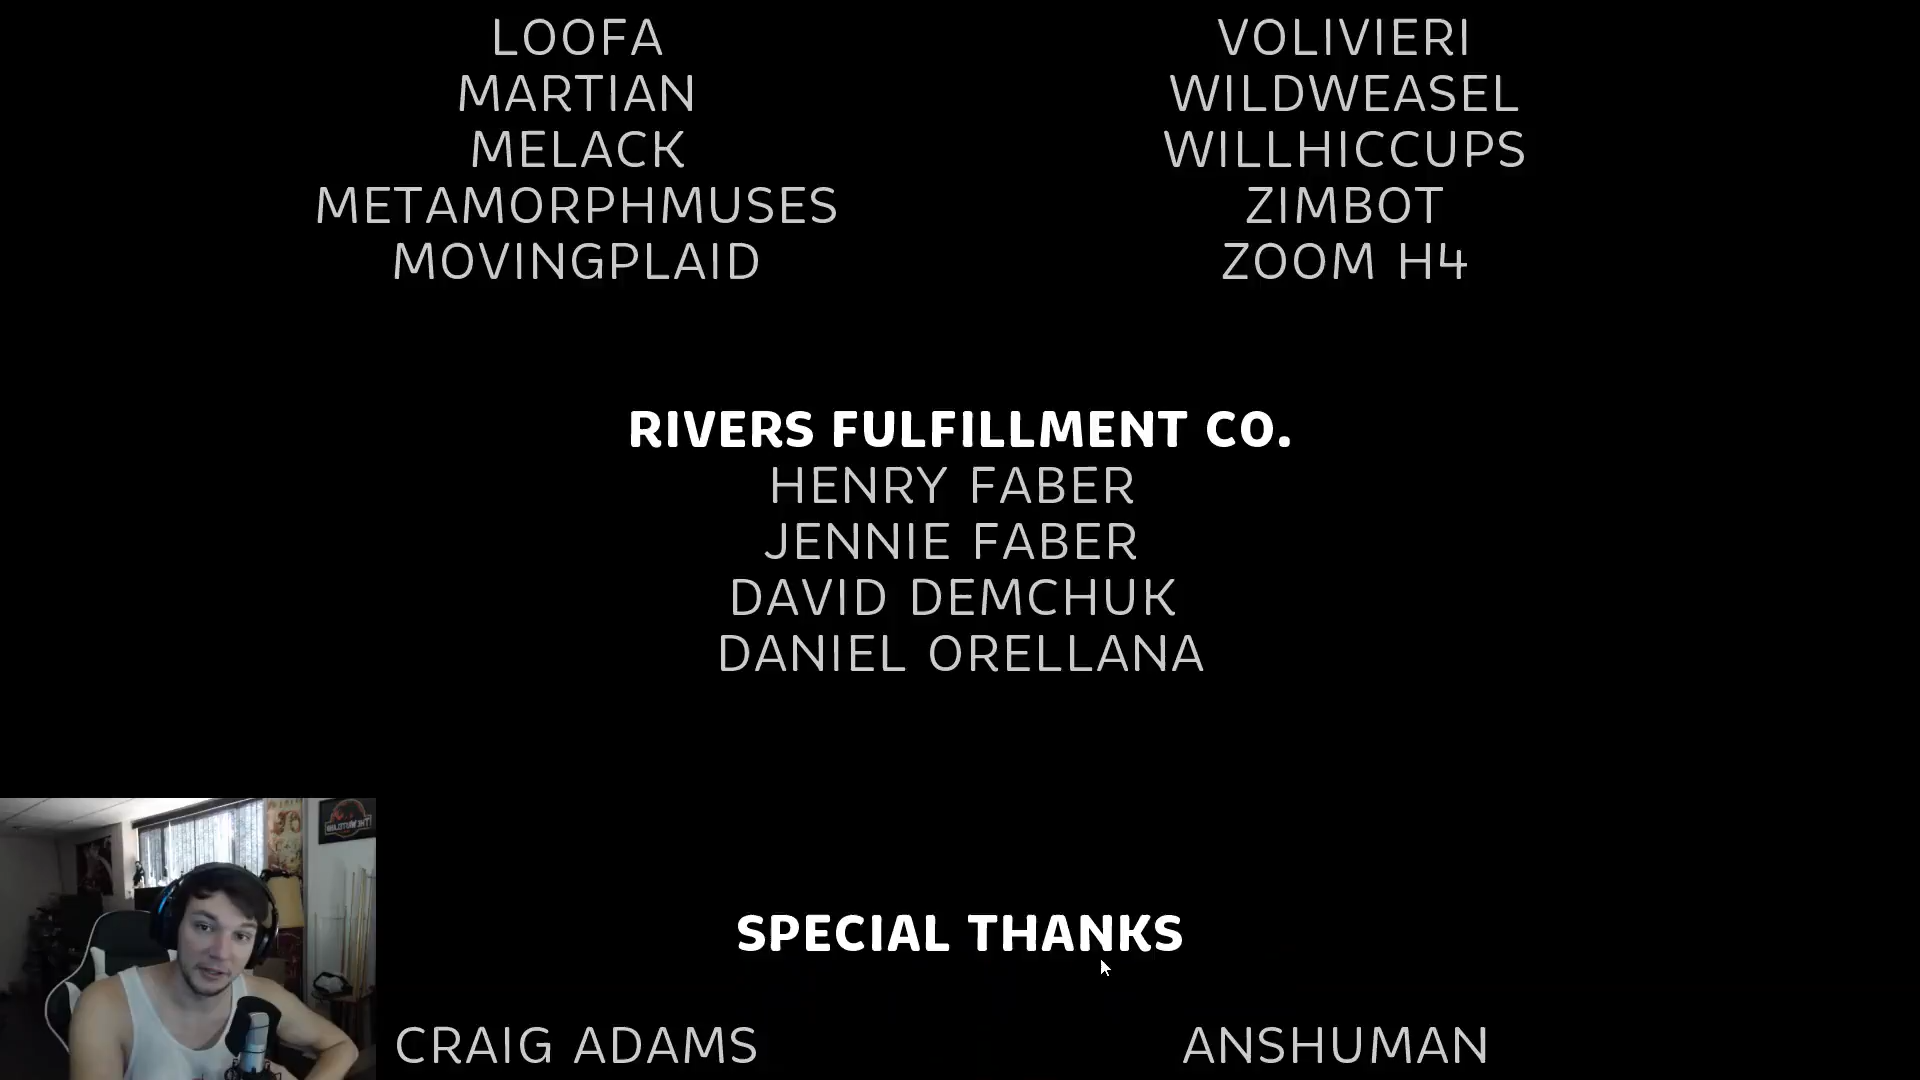 LOOFA
MARTIAN
MELACK
METAMORPHMUSES
MOVINGPLAID
VOLIVIERI
WILDWEASEL
WILLHICCUPS
ZIMBOT
ZOOM H4
RIVERS FULFILLMENT CO.
HENRY FABER
JENNIE FABER
DAVID DEMCHUK
DANIEL ORELLANA
SPECIAL THANKS
CRAIG ADAMS
ANSHUMAN